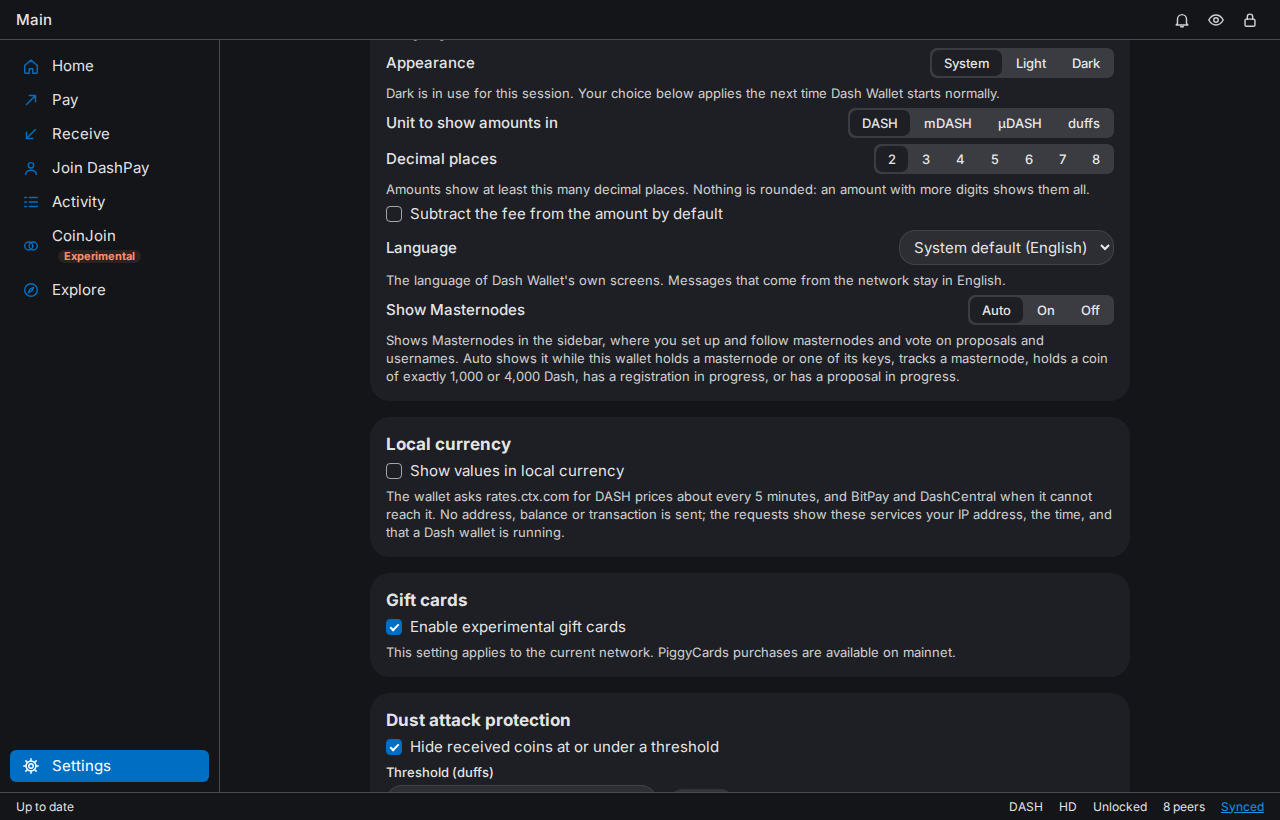 Main
Home
Pay
Receive
Join DashPay
Activity
CoinJoin
Experimental
Explore
Settings
Appearance
System Light Dark
Dark is in use for this session. Your choice below applies the next time Dash Wallet starts normally.
Unit to show amounts in
DASH mDASH µDASH duffs
Decimal places
2 3 4 5 6 7 8
Amounts show at least this many decimal places. Nothing is rounded: an amount with more digits shows them all.
Subtract the fee from the amount by default
Language
System default (English)
The language of Dash Wallet's own screens. Messages that come from the network stay in English.
Show Masternodes
Auto On Off
Shows Masternodes in the sidebar, where you set up and follow masternodes and vote on proposals and
usernames. Auto shows it while this wallet holds a masternode or one of its keys, tracks a masternode, holds a coin
of exactly 1,000 or 4,000 Dash, has a registration in progress, or has a proposal in progress.
Local currency
Show values in local currency
The wallet asks rates.ctx.com for DASH prices about every 5 minutes, and BitPay and DashCentral when it cannot
reach it. No address, balance or transaction is sent; the requests show these services your IP address, the time, and
that a Dash wallet is running.
Gift cards
Enable experimental gift cards
This setting applies to the current network. PiggyCards purchases are available on mainnet.
Dust attack protection
Hide received coins at or under a threshold
Threshold (duffs)
Up to date
DASH HD Unlocked 8 peers Synced